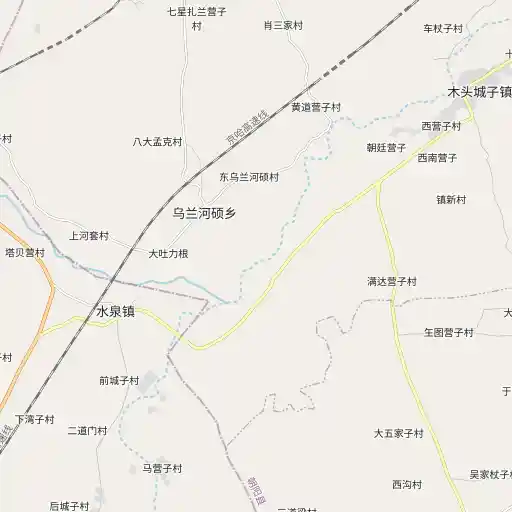 七星扎兰营子
村
肖三家村
车杖子村
木头城子镇
黄道营子村
西营子村
京哈高速线
八大孟克村
朝廷营子
西南营子
东乌兰河硕村
镇新村
乌兰河硕乡
上河套村
塔贝营村
大吐力根
满达营子村
水泉镇
车图营子村
前城子村
下湾子村
二道门村
大五家子村
马营子村
吴家杖子村
西沟村
朝阳县
后城子村
三道梁村